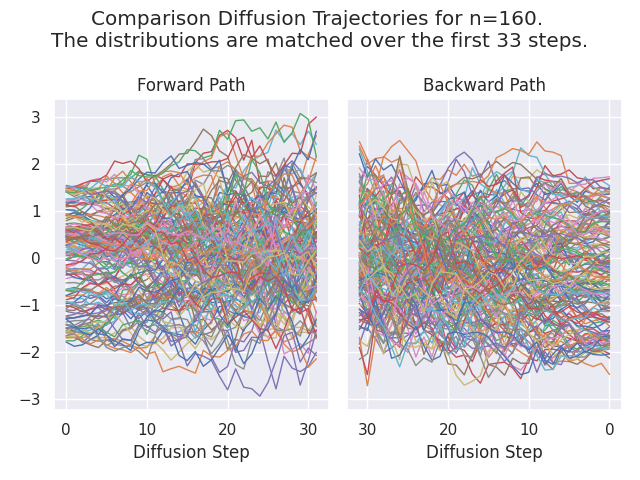 Comparison Diffusion Trajectories for n=160.
The distributions are matched over the first 33 steps.
Forward Path
Backward Path
3
2
1
0
−1
−2
−3
0 10 20 30
30 20 10 0
Diffusion Step
Diffusion Step